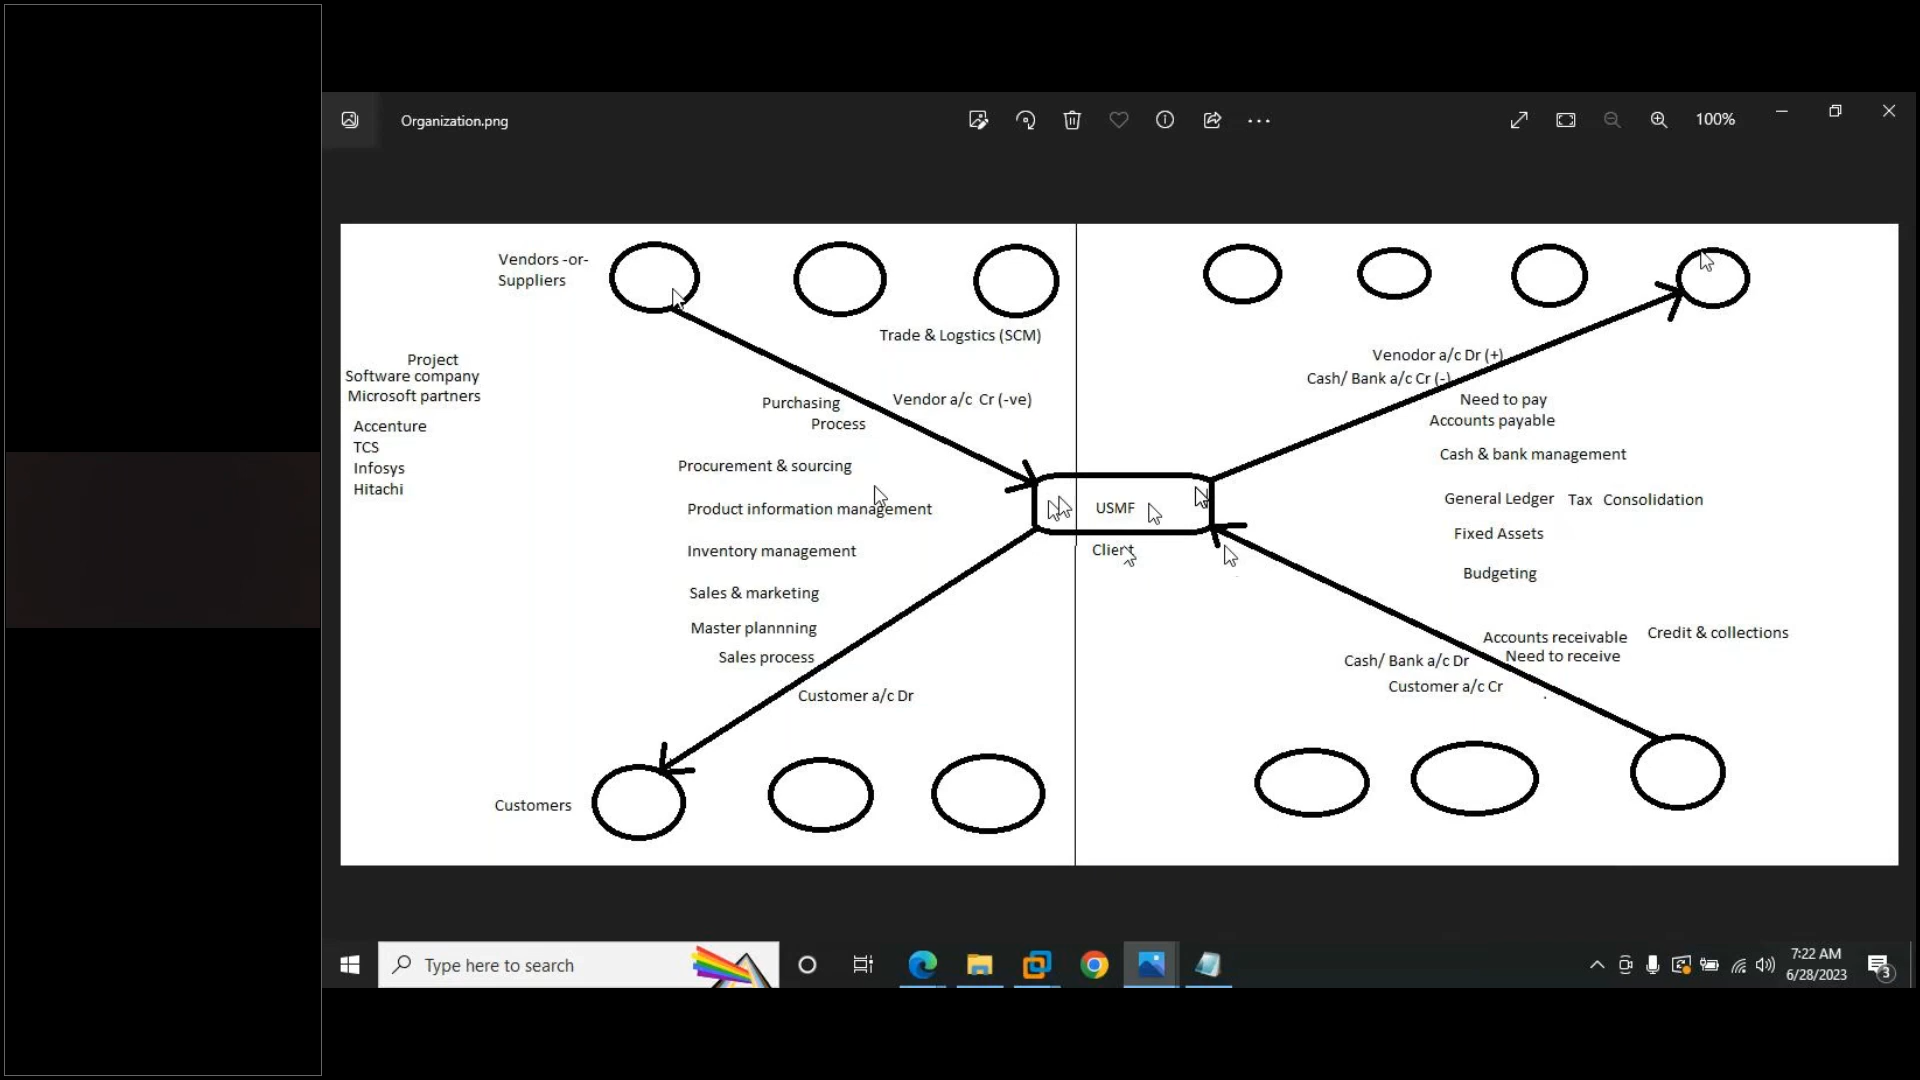 Organization.png
100%
Vendors -or-
Suppliers
Trade & Logstics (SCM)
Project
Software company
Microsoft partners
Accenture
TCS
Infosys
Hitachi
Purchasing
Process
Vendor a/c Cr (-ve)
Procurement & sourcing
Product information management
Inventory management
Sales & marketing
Master plannning
Sales process
Customer a/c Dr
Customers
USMF
Client
Venodor a/c Dr (+)
Cash/ Bank a/c Cr (-)
Need to pay
Accounts payable
Cash & bank management
General Ledger Tax Consolidation
Fixed Assets
Budgeting
Accounts receivable Credit & collections
Need to receive
Cash/ Bank a/c Dr
Customer a/c Cr
Type here to search
7:22 AM
6/28/2023
3